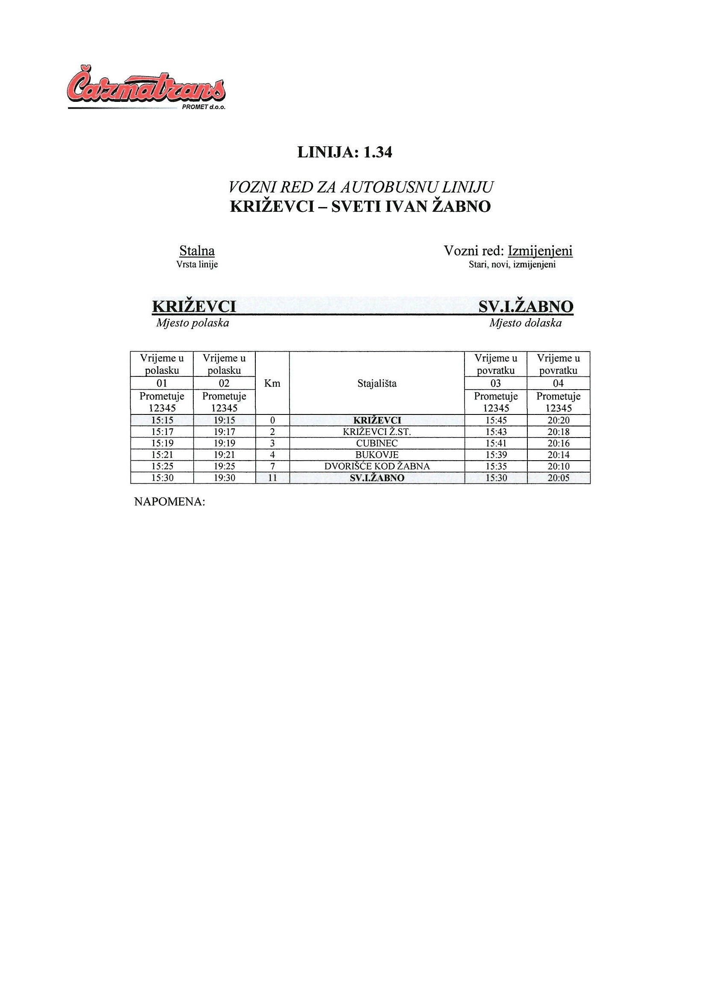 Čazmatrans
PROMET d.o.o.
LINIJA: 1.34
VOZNI RED ZA AUTOBUSNU LINIJU
KRIŽEVCI – SVETI IVAN ŽABNO
Stalna Vozni red: Izmijenjeni
Vrsta linije Stari, novi, izmijenjeni
KRIŽEVCI SV.I.ŽABNO
Mjesto polaska Mjesto dolaska
Vrijeme u Vrijeme u Vrijeme u Vrijeme u
polasku polasku povratku povratku
01 02 Km Stajališta 03 04
Prometuje Prometuje Prometuje Prometuje
12345 12345 12345 12345
15:15 19:15 0 KRIŽEVCI 15:45 20:20
15:17 19:17 2 KRIŽEVCI Ž.ST. 15:43 20:18
15:19 19:19 3 CUBINEC 15:41 20:16
15:21 19:21 4 BUKOVJE 15:39 20:14
15:25 19:25 7 DVORIŠĆE KOD ŽABNA 15:35 20:10
15:30 19:30 11 SV.I.ŽABNO 15:30 20:05
NAPOMENA: